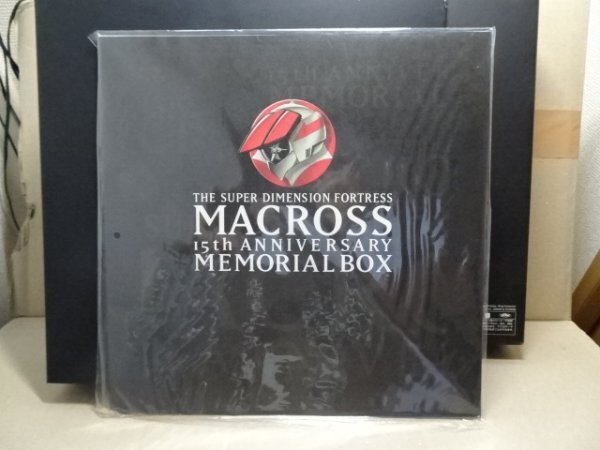 THE SUPER DIMENSION FORTRESS
MACROSS
15th ANNIVERSARY
MEMORIAL BOX